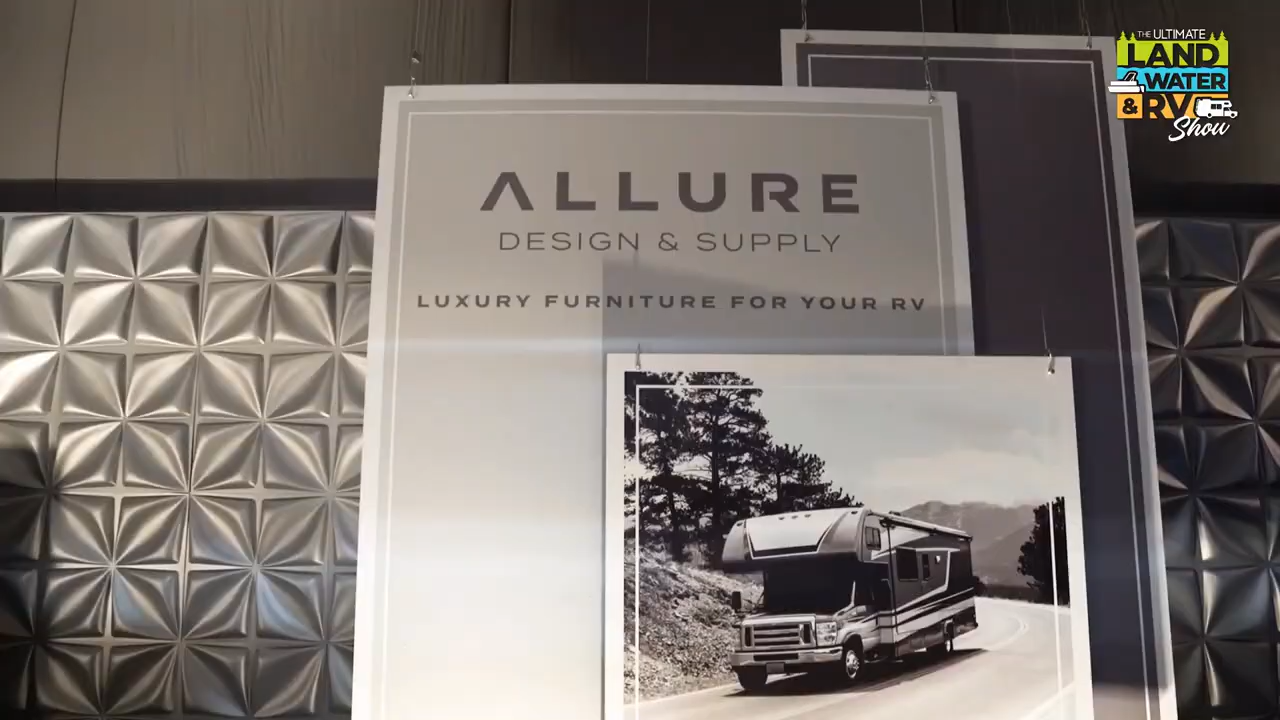 ALLURE
DESIGN & SUPPLY
LUXURY FURNITURE FOR YOUR RV
THE ULTIMATE
LAND
WATER
& RV
Show